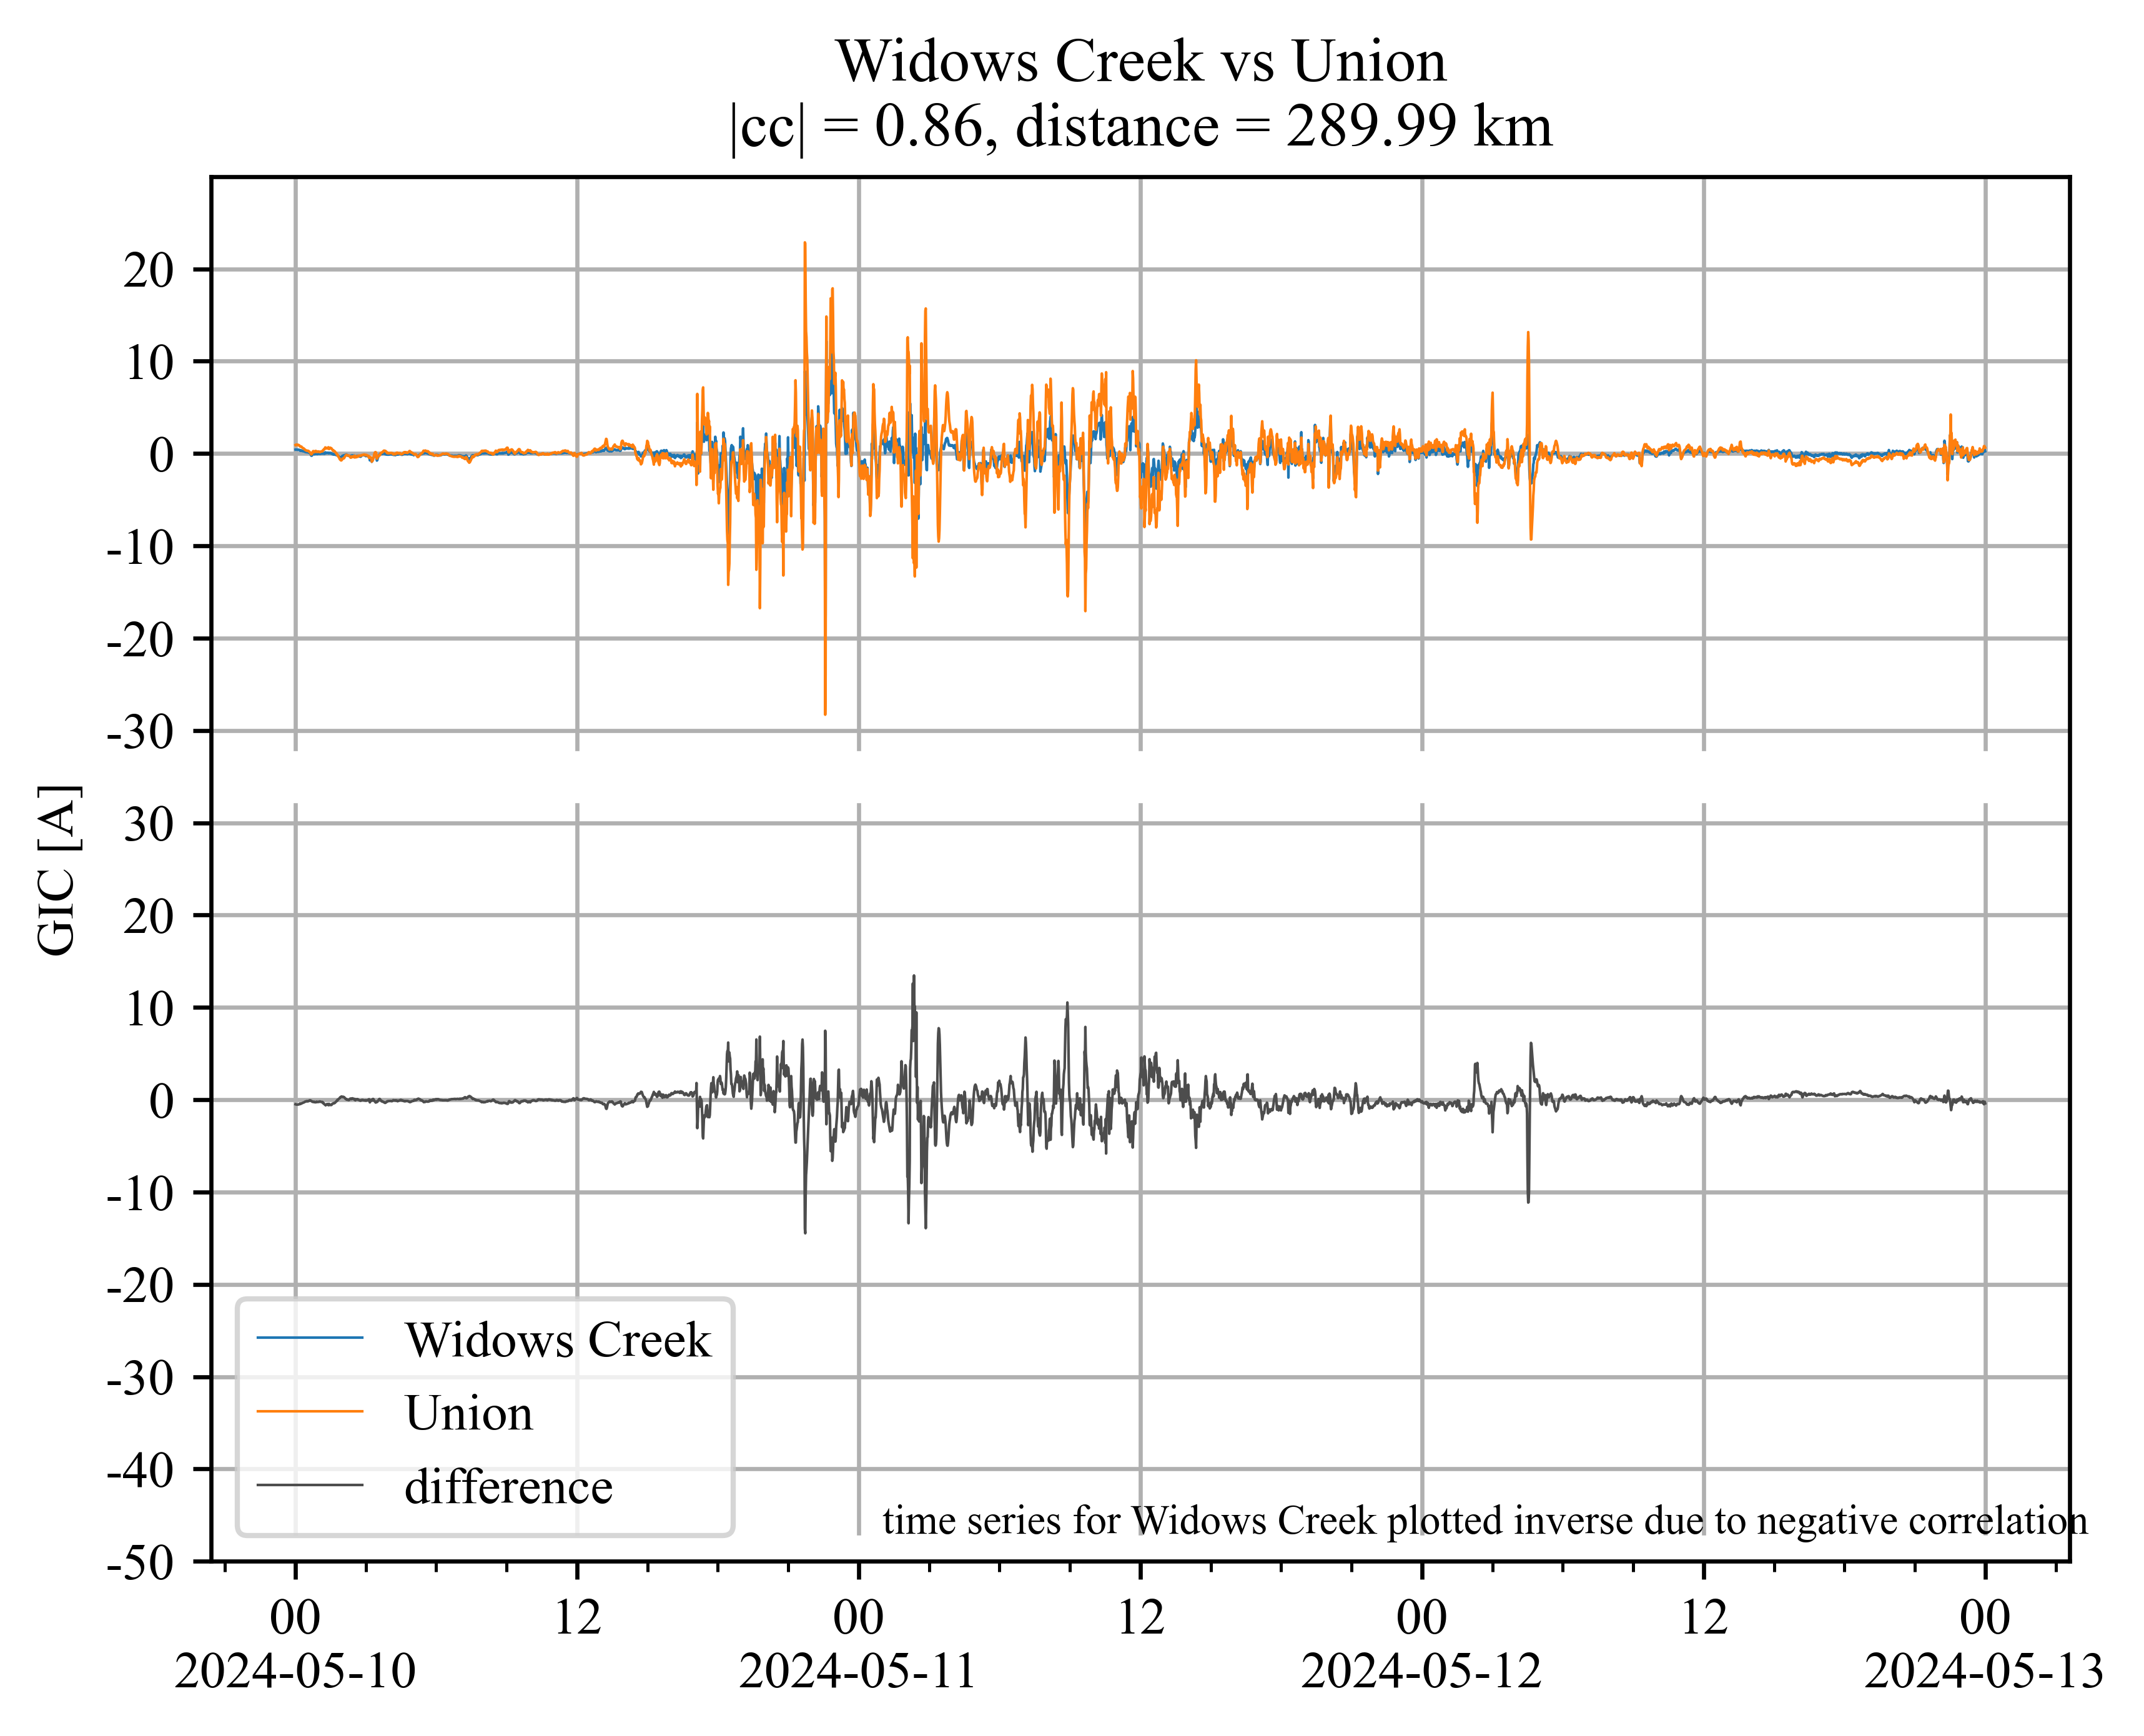 Widows Creek vs Union
|cc| = 0.86, distance = 289.99 km
20
10
0
-10
-20
-30
30
20
10
0
-10
-20
-30
-40
-50
GIC [A]
Widows Creek
Union
difference
time series for Widows Creek plotted inverse due to negative correlation
00 12 00 12 00 12 00
2024-05-10 2024-05-11 2024-05-12 2024-05-13